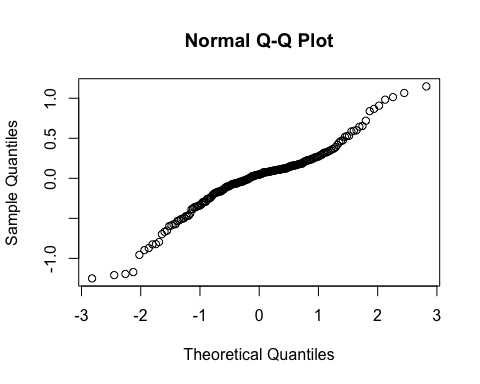 Normal Q-Q Plot
Sample Quantiles
1.0
0.5
0.0
-1.0
-3 -2 -1 0 1 2 3
Theoretical Quantiles